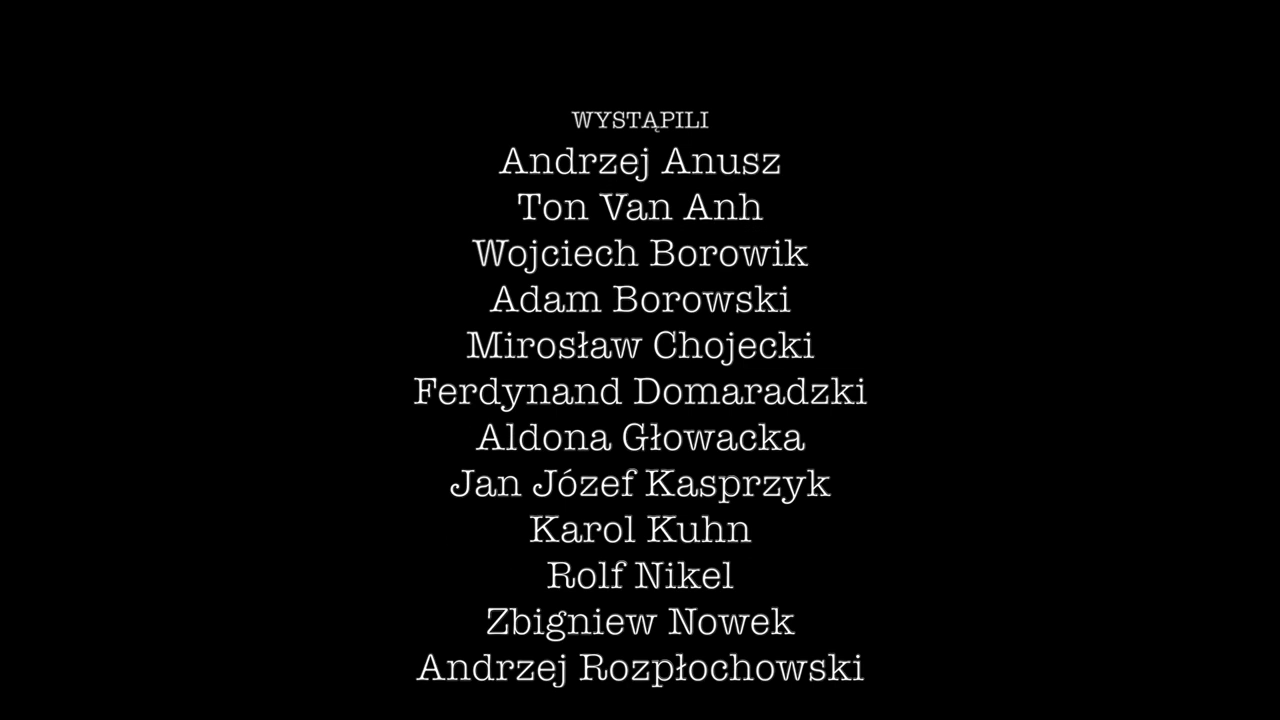 WYSTĄPILI
Andrzej Anusz
Ton Van Anh
Wojciech Borowik
Adam Borowski
Mirosław Chojecki
Ferdynand Domaradzki
Aldona Głowacka
Jan Józef Kasprzyk
Karol Kuhn
Rolf Nikel
Zbigniew Nowek
Andrzej Rozpłochowski